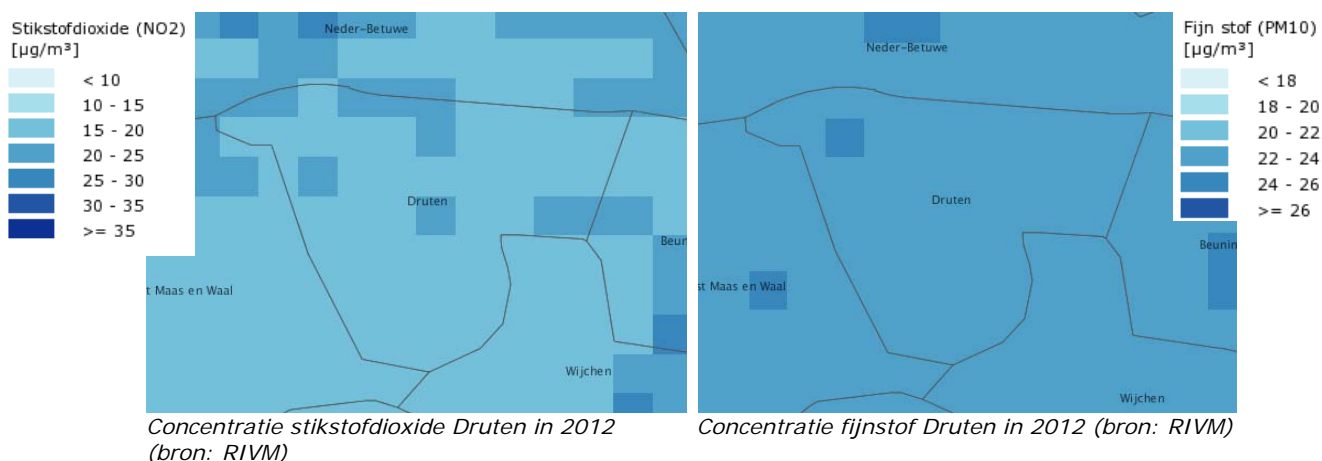 Stikstofdioxide (NO2)
[µg/m³]
< 10
10 - 15
15 - 20
20 - 25
25 - 30
30 - 35
>= 35
Neder-Betuwe
Druten
Beu
t Maas en Waal
Wijchen
Concentratie stikstofdioxide Druten in 2012
(bron: RIVM)
Fijn stof (PM10)
[µg/m³]
< 18
18 - 20
20 - 22
22 - 24
24 - 26
>= 26
Neder-Betuwe
Druten
Beunin
st Maas en Waal
Wijchen
Concentratie fijnstof Druten in 2012 (bron: RIVM)